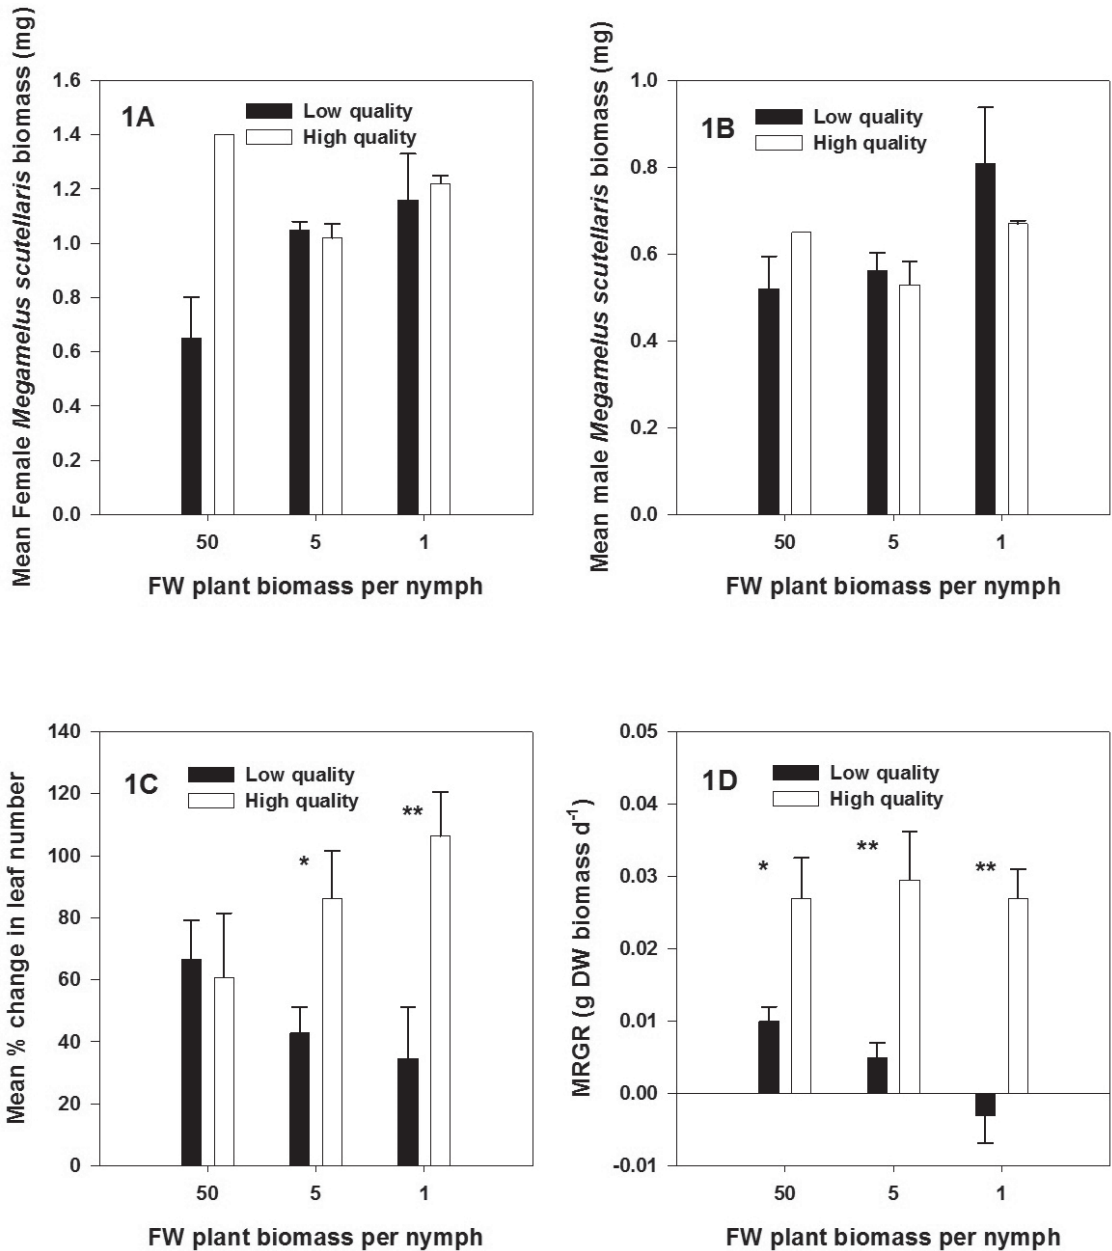 Mean Female Megamelus scutellaris biomass (mg)
1.6
1.4
1.2
1.0
0.8
0.6
0.4
0.2
0.0
1A
Low quality
High quality
50 5 1
FW plant biomass per nymph
Mean male Megamelus scutellaris biomass (mg)
1.0
0.8
0.6
0.4
0.2
0.0
1B
Low quality
High quality
50 5 1
FW plant biomass per nymph
Mean % change in leaf number
140
120
100
80
60
40
20
0
1C
Low quality
High quality
*
**
50 5 1
FW plant biomass per nymph
MRGR (g DW biomass d⁻¹)
0.05
0.04
0.03
0.02
0.01
0.00
-0.01
1D
Low quality
High quality
*
**
**
50 5 1
FW plant biomass per nymph